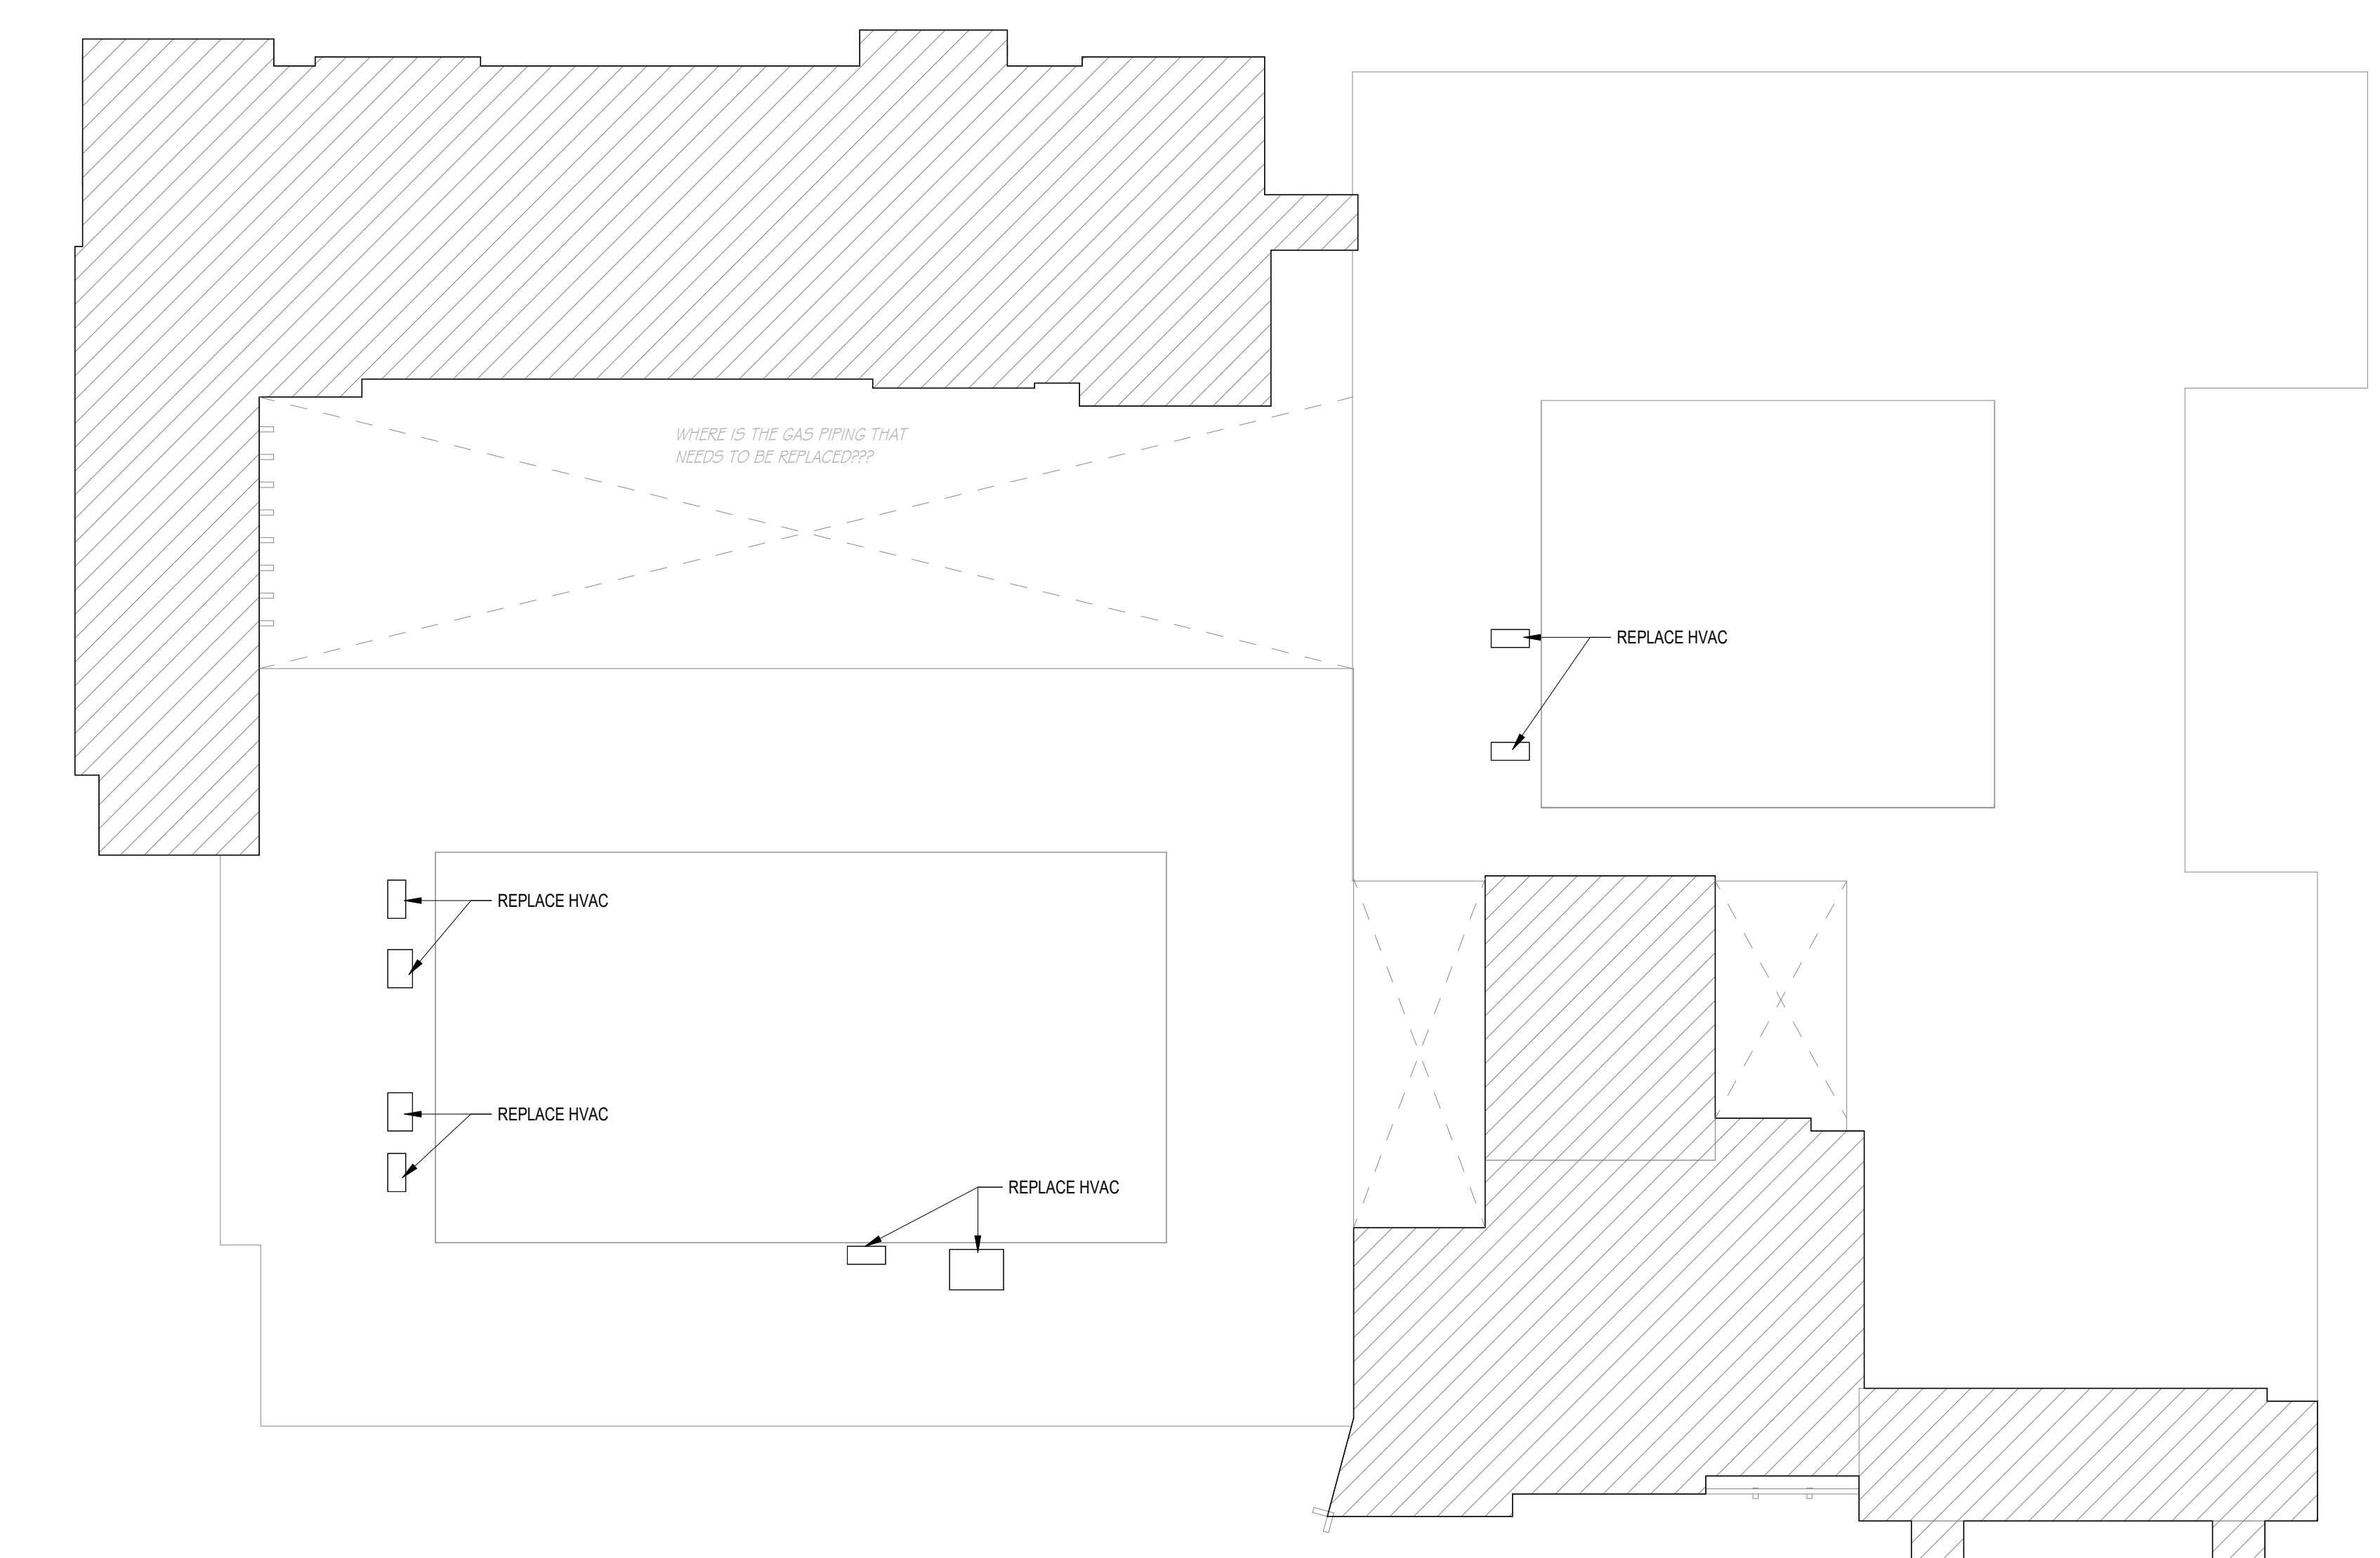 WHERE IS THE GAS PIPING THAT
NEEDS TO BE REPLACED???
REPLACE HVAC
REPLACE HVAC
REPLACE HVAC
REPLACE HVAC